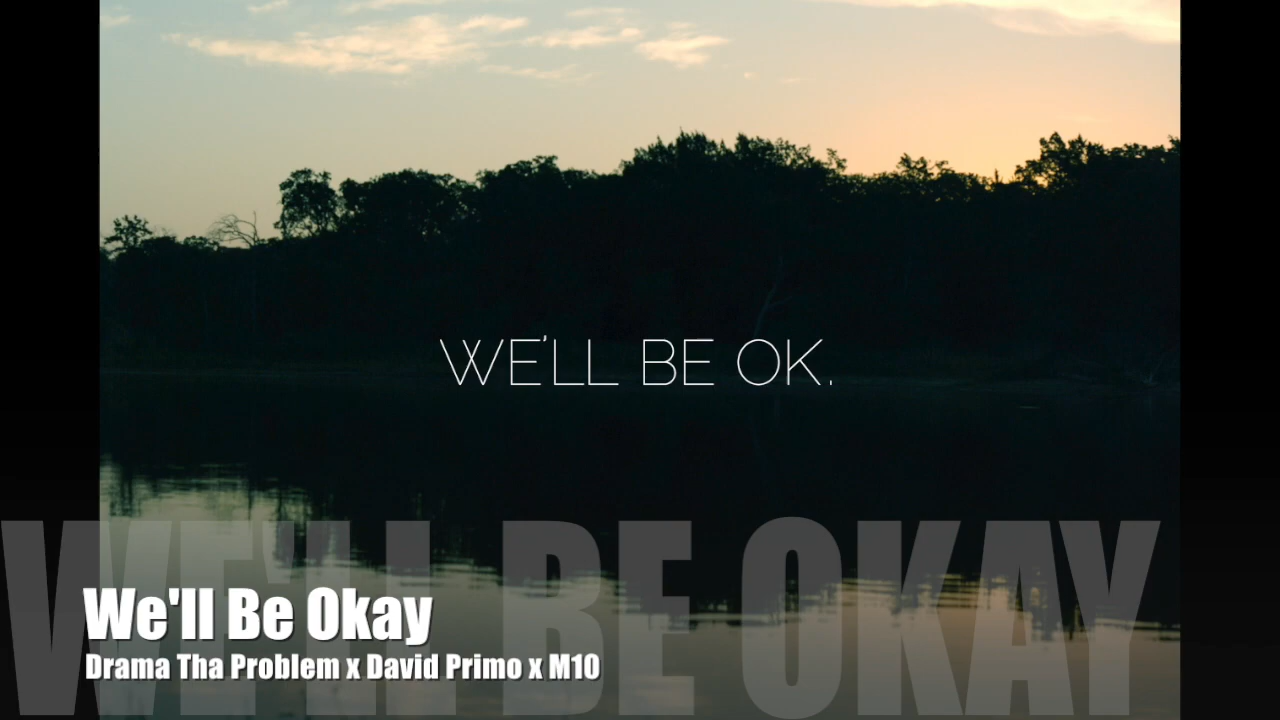 WE'LL BE OK.
WE'LL BE OKAY
We'll Be Okay
Drama Tha Problem x David Primo x M10